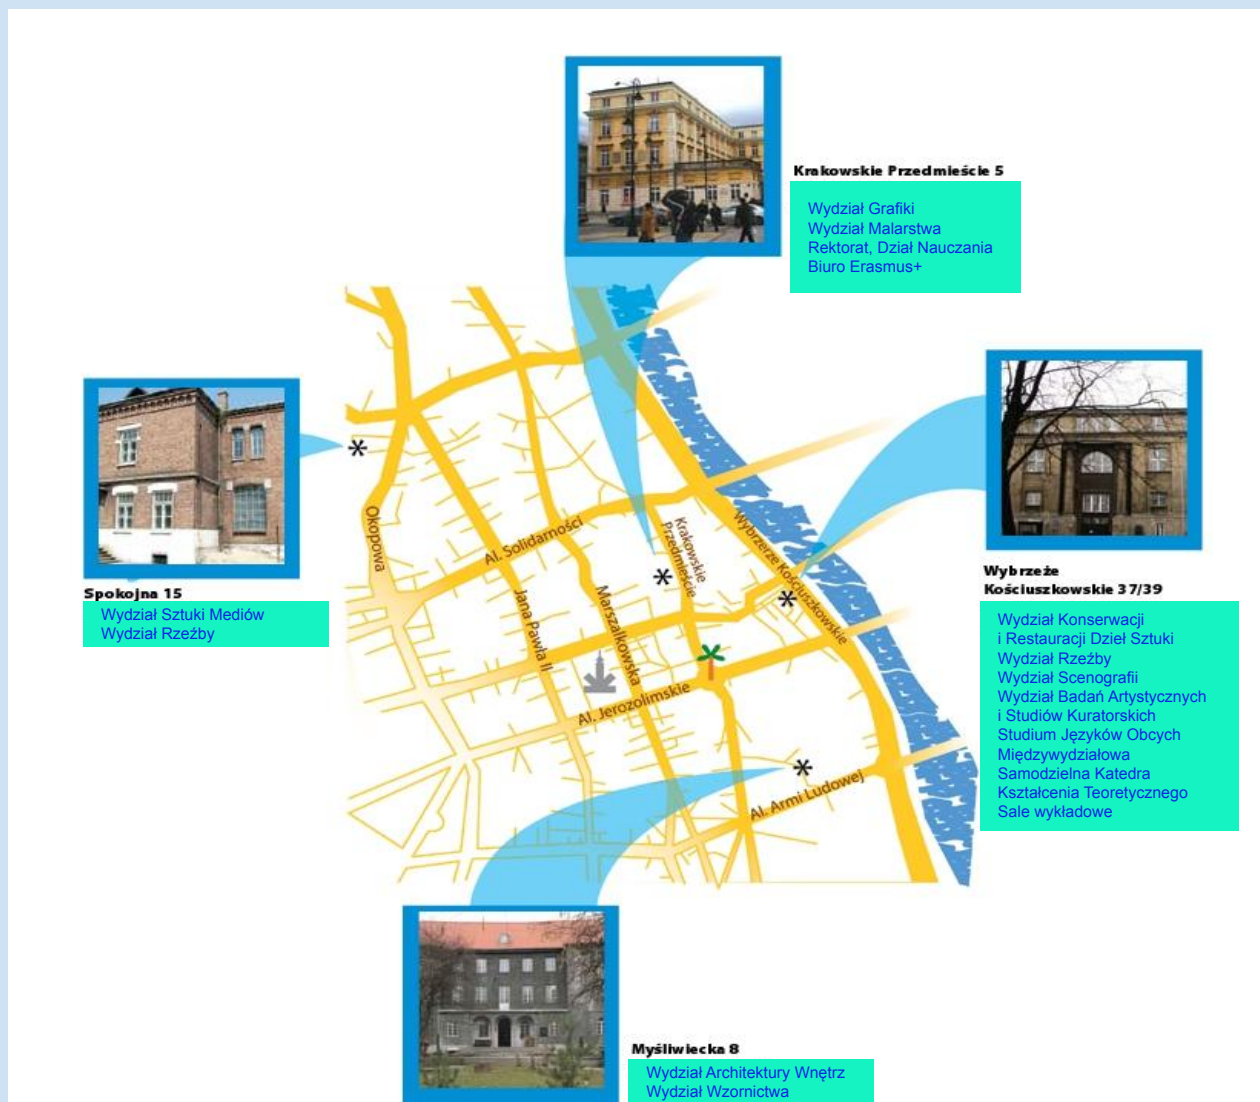 Krakowskie Przedmieście 5
Wydział Grafiki
Wydział Malarstwa
Rektorat, Dział Nauczania
Biuro Erasmus+
Spokojna 15
Wydział Sztuki Mediów
Wydział Rzeźby
Okopowa
Al. Solidarności
Jana Pawła II
Marszałkowska
Krakowskie
Przedmieście
Wybrzerze Kościuszkowskie
Al. Jerozolimskie
Al. Armi Ludowej
Wybrzeże
Kościuszkowskie 37/39
Wydział Konserwacji
i Restauracji Dzieł Sztuki
Wydział Rzeźby
Wydział Scenografii
Wydział Badań Artystycznych
i Studiów Kuratorskich
Studium Języków Obcych
Międzywydziałowa
Samodzielna Katedra
Kształcenia Teoretycznego
Sale wykładowe
Myśliwiecka 8
Wydział Architektury Wnętrz
Wydział Wzornictwa